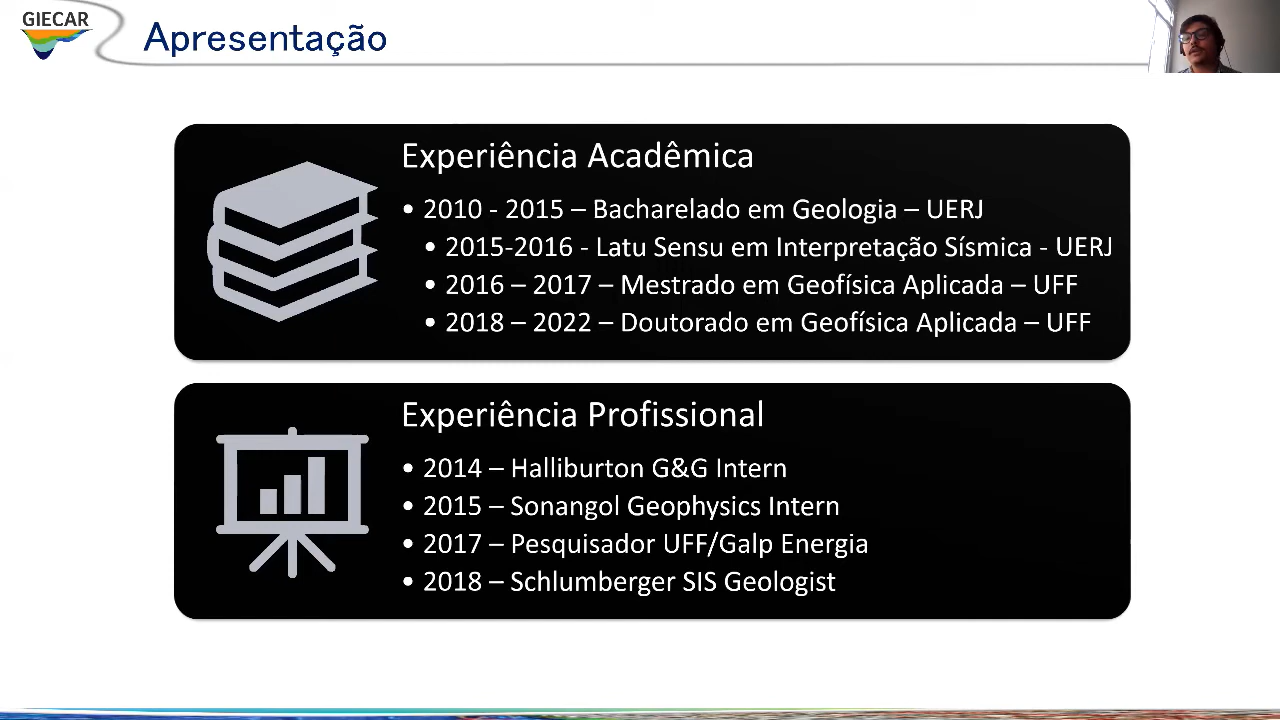 GIECAR
Apresentação
Experiência Acadêmica
• 2010 - 2015 – Bacharelado em Geologia – UERJ
• 2015-2016 - Latu Sensu em Interpretação Sísmica - UERJ
• 2016 – 2017 – Mestrado em Geofísica Aplicada – UFF
• 2018 – 2022 – Doutorado em Geofísica Aplicada – UFF
Experiência Profissional
• 2014 – Halliburton G&G Intern
• 2015 – Sonangol Geophysics Intern
• 2017 – Pesquisador UFF/Galp Energia
• 2018 – Schlumberger SIS Geologist